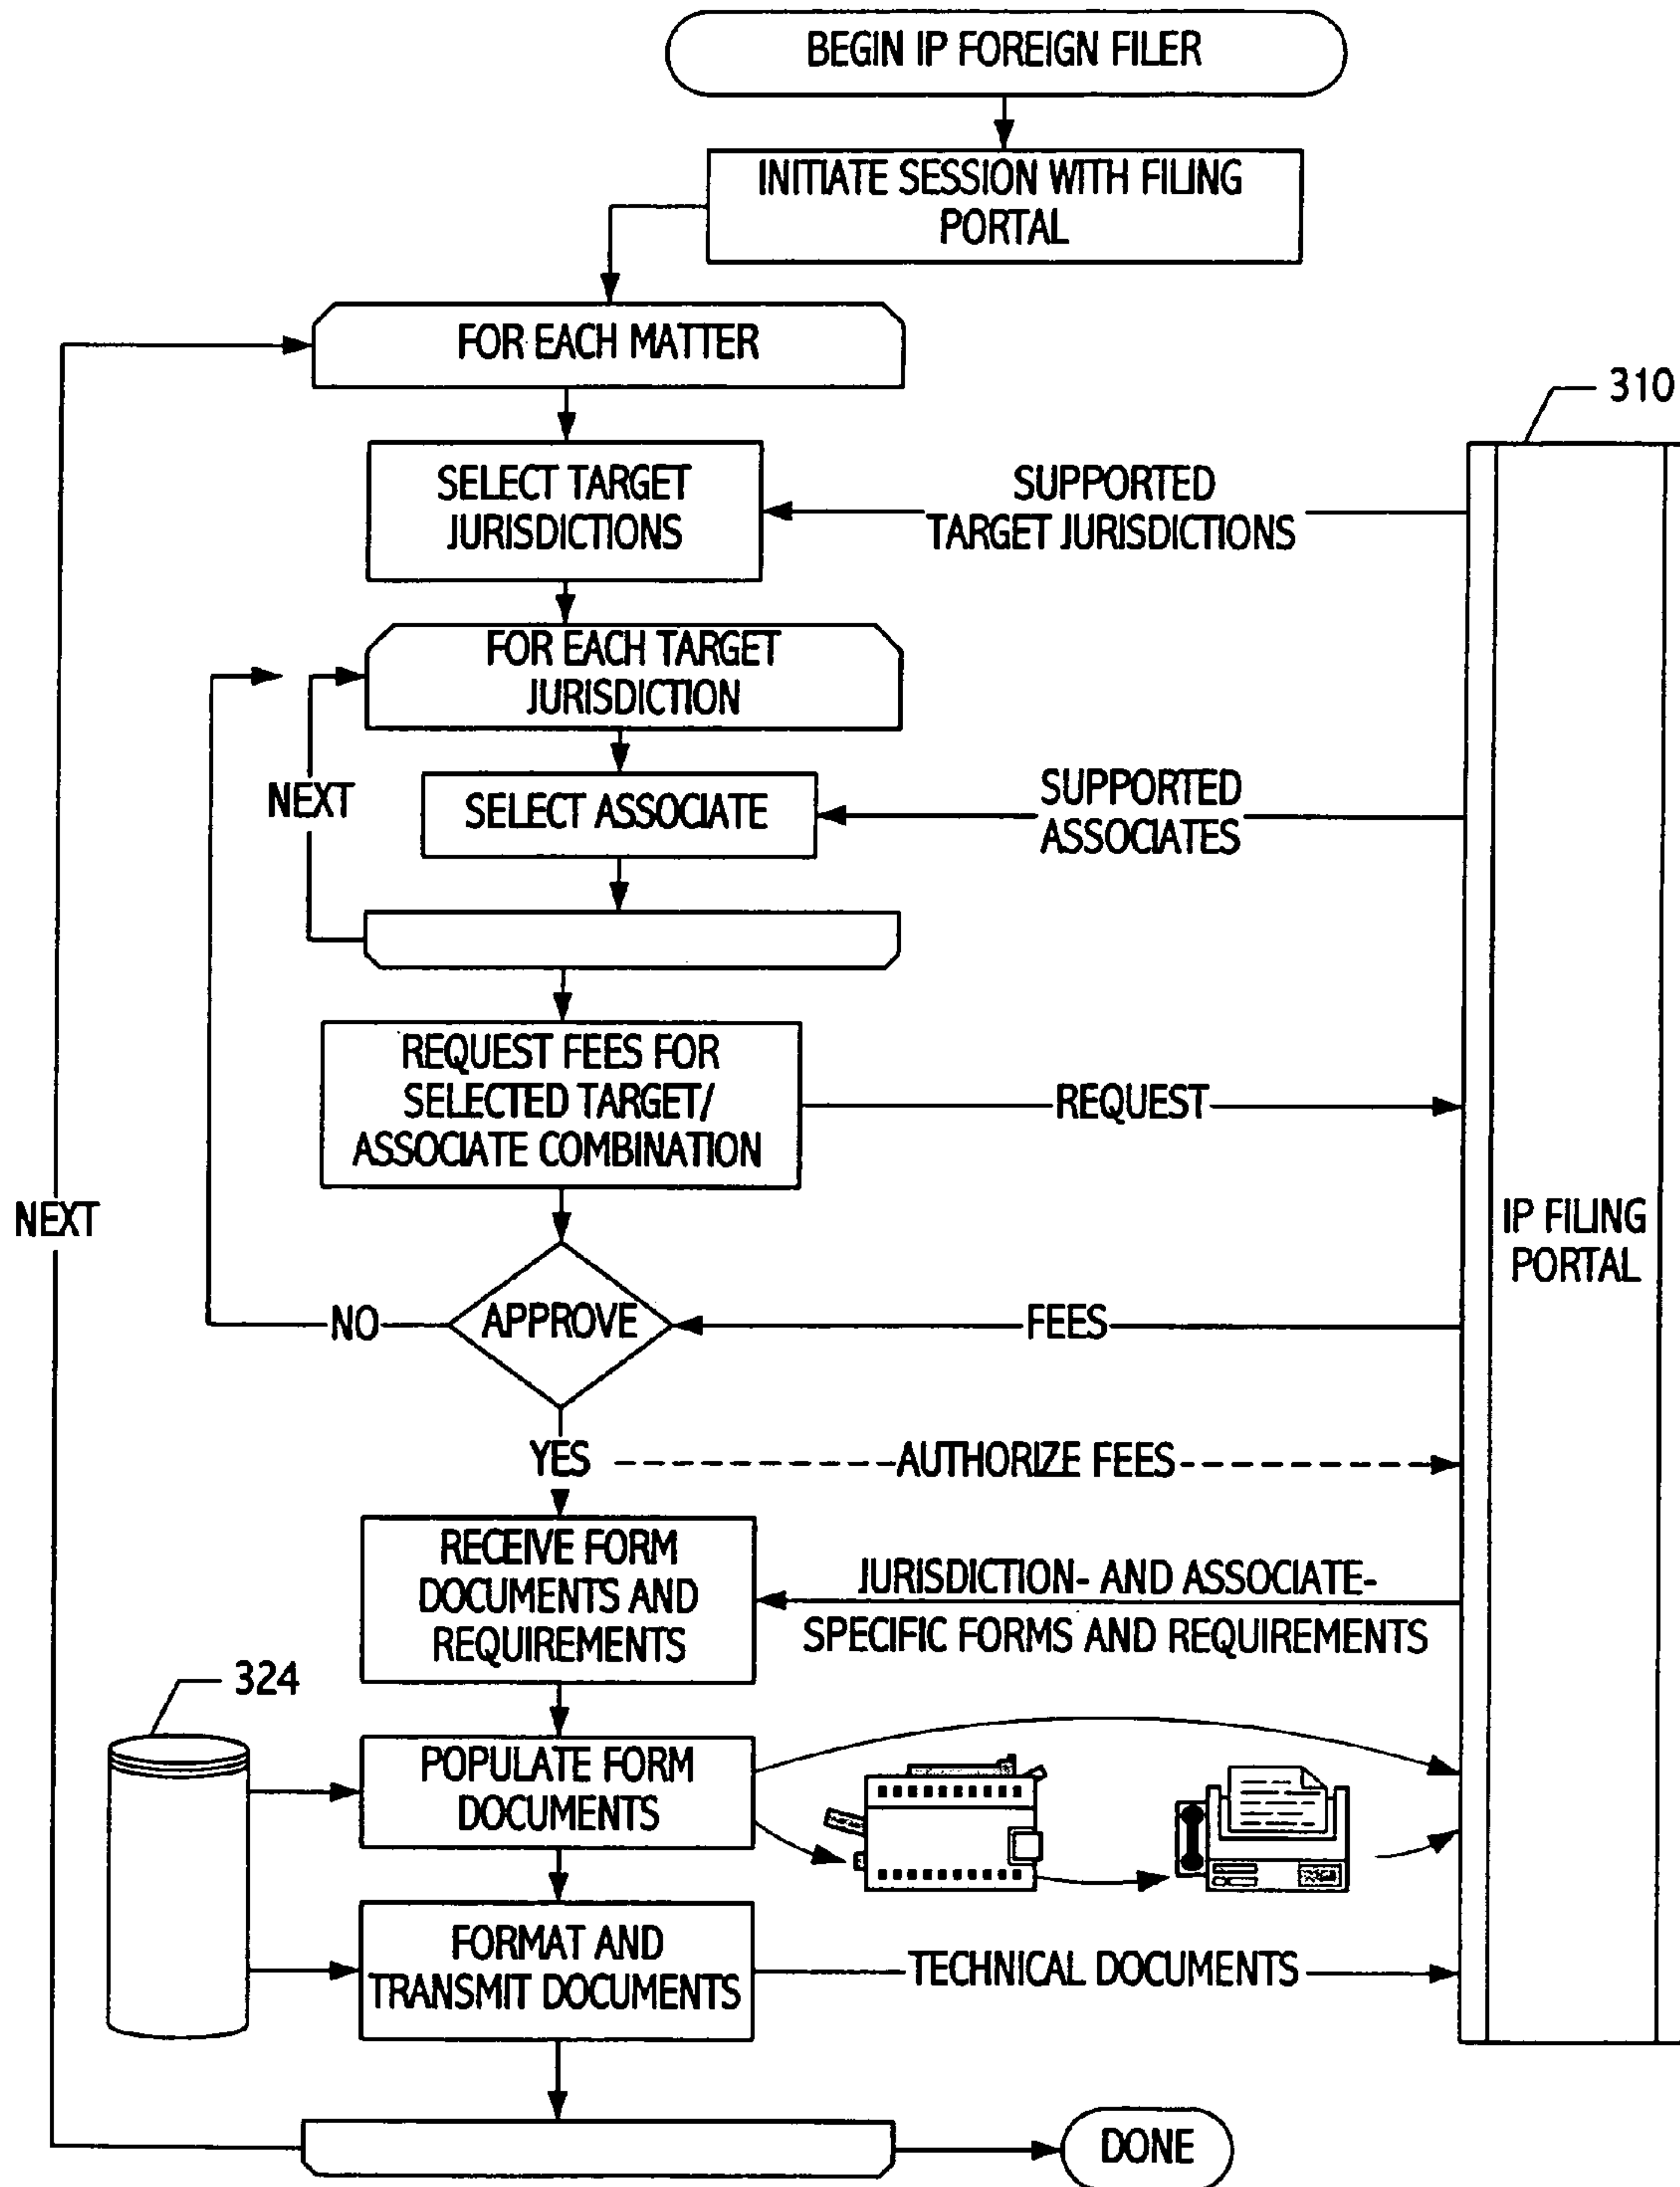 BEGIN IP FOREIGN FILER
INITIATE SESSION WITH FILING
PORTAL
FOR EACH MATTER
310
SELECT TARGET
JURISDICTIONS
SUPPORTED
TARGET JURISDICTIONS
FOR EACH TARGET
JURISDICTION
NEXT
SELECT ASSOCIATE
SUPPORTED
ASSOCIATES
REQUEST FEES FOR
SELECTED TARGET/
ASSOCIATE COMBINATION
REQUEST
NEXT
IP FILING
PORTAL
NO
APPROVE
FEES
YES
AUTHORIZE FEES
RECEIVE FORM
DOCUMENTS AND
REQUIREMENTS
JURISDICTION- AND ASSOCIATE-
SPECIFIC FORMS AND REQUIREMENTS
324
POPULATE FORM
DOCUMENTS
FORMAT AND
TRANSMIT DOCUMENTS
TECHNICAL DOCUMENTS
DONE